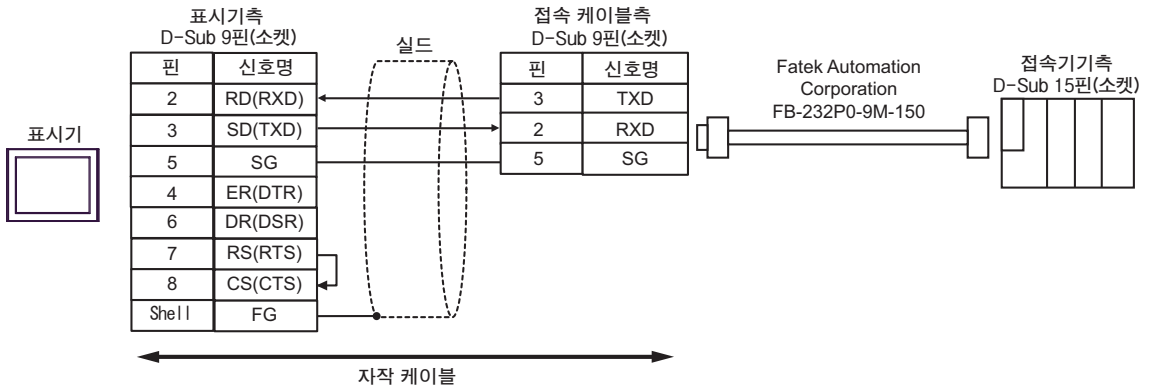 표시기측
D-Sub 9핀(소켓)
핀 신호명
2 RD(RXD)
3 SD(TXD)
5 SG
4 ER(DTR)
6 DR(DSR)
7 RS(RTS)
8 CS(CTS)
Shell FG
표시기
실드
접속 케이블측
D-Sub 9핀(소켓)
핀 신호명
3 TXD
2 RXD
5 SG
Fatek Automation
Corporation
FB-232P0-9M-150
접속기기측
D-Sub 15핀(소켓)
자작 케이블